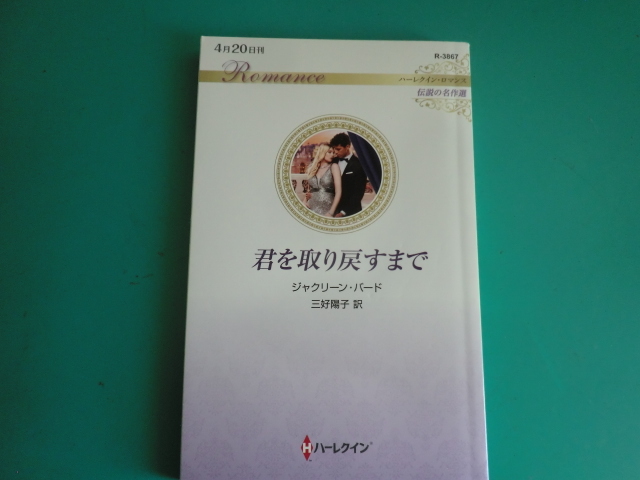 4月20日刊
R-3867
Romance
ハーレクイン・ロマンス
伝説の名作選
君を取り戻すまで
ジャクリーン・バード
三好陽子 訳
H ハーレクイン